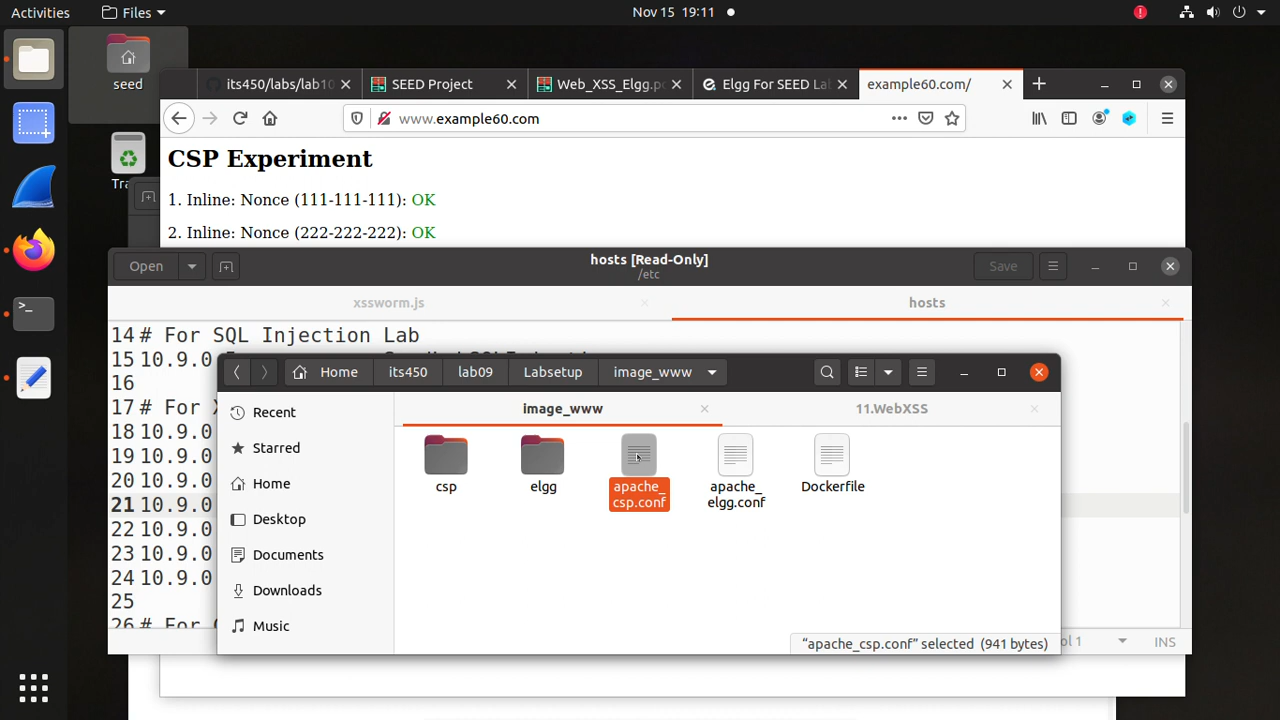 Activities
Files
Nov 15 19:11
seed
its450/labs/lab10
SEED Project
Web_XSS_Elgg.p
Elgg For SEED La
example60.com/
www.example60.com
CSP Experiment
1. Inline: Nonce (111-111-111): OK
2. Inline: Nonce (222-222-222): OK
Open
hosts [Read-Only]
/etc
Save
xssworm.js
hosts
14 # For SQL Injection Lab
15 10.9.0
16
17 # For X
18 10.9.0
19 10.9.0
20 10.9.0
21 10.9.0
22 10.9.0
23 10.9.0
24 10.9.0
25
26 # For
Home
its450
lab09
Labsetup
image_www
image_www
11.WebXSS
Recent
Starred
Home
Desktop
Documents
Downloads
Music
csp
elgg
apache_
csp.conf
apache_
elgg.conf
Dockerfile
"apache_csp.conf" selected (941 bytes)
ol 1
INS